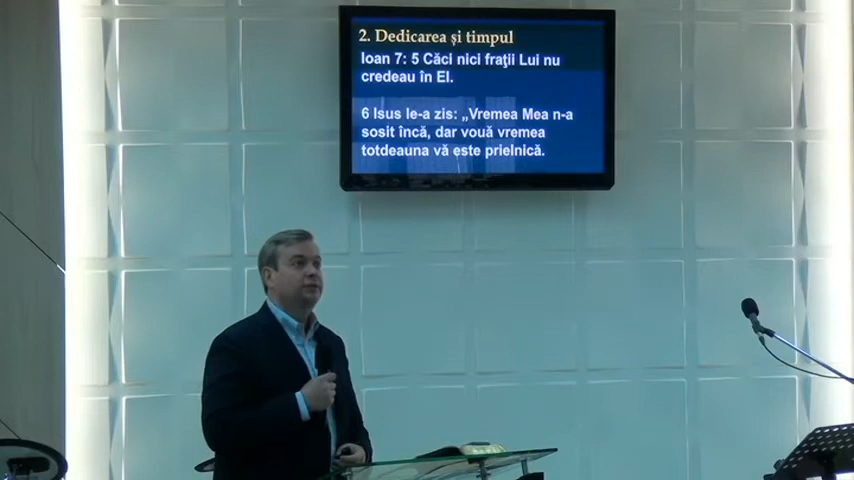 2. Dedicarea și timpul
Ioan 7: 5 Căci nici fraţii Lui nu
credeau în El.
6 Isus le-a zis: „Vremea Mea n-a
sosit încă, dar vouă vremea
totdeauna vă este prielnică.